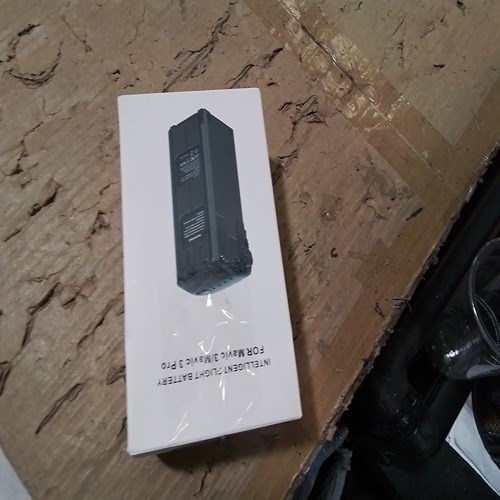 INTELLIGENT FLIGHT BATTERY
FOR Mavic 3/Mavic 3 Pro